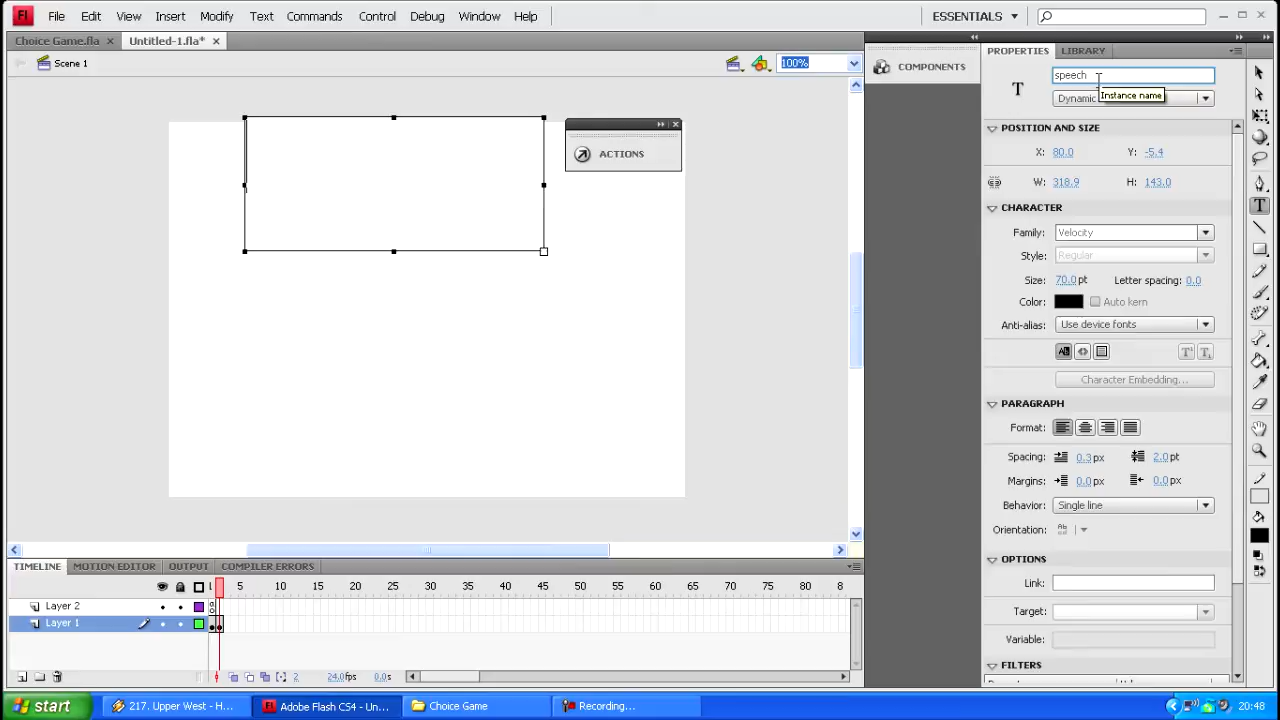 Fl File Edit View Insert Modify Text Commands Control Debug Window Help ESSENTIALS
Choice Game.fla Untitled-1.fla*
Scene 1 100%
COMPONENTS
ACTIONS
PROPERTIES LIBRARY
T speech
Instance name
Dynamic
POSITION AND SIZE
X: 80.0 Y: -5.4
W: 318.9 H: 143.0
CHARACTER
Family: Velocity
Style: Regular
Size: 70.0 pt Letter spacing: 0.0
Color: Auto kern
Anti-alias: Use device fonts
Character Embedding...
PARAGRAPH
Format:
Spacing: 0.3 px 2.0 pt
Margins: 0.0 px 0.0 px
Behavior: Single line
Orientation:
OPTIONS
Link:
Target:
Variable:
FILTERS
TIMELINE MOTION EDITOR OUTPUT COMPILER ERRORS
5 10 15 20 25 30 35 40 45 50 55 60 65 70 75 80 8
Layer 2
Layer 1
2 0.0s
start 217. Upper West - H... Adobe Flash CS4 - Un... Choice Game Recording... 20:48